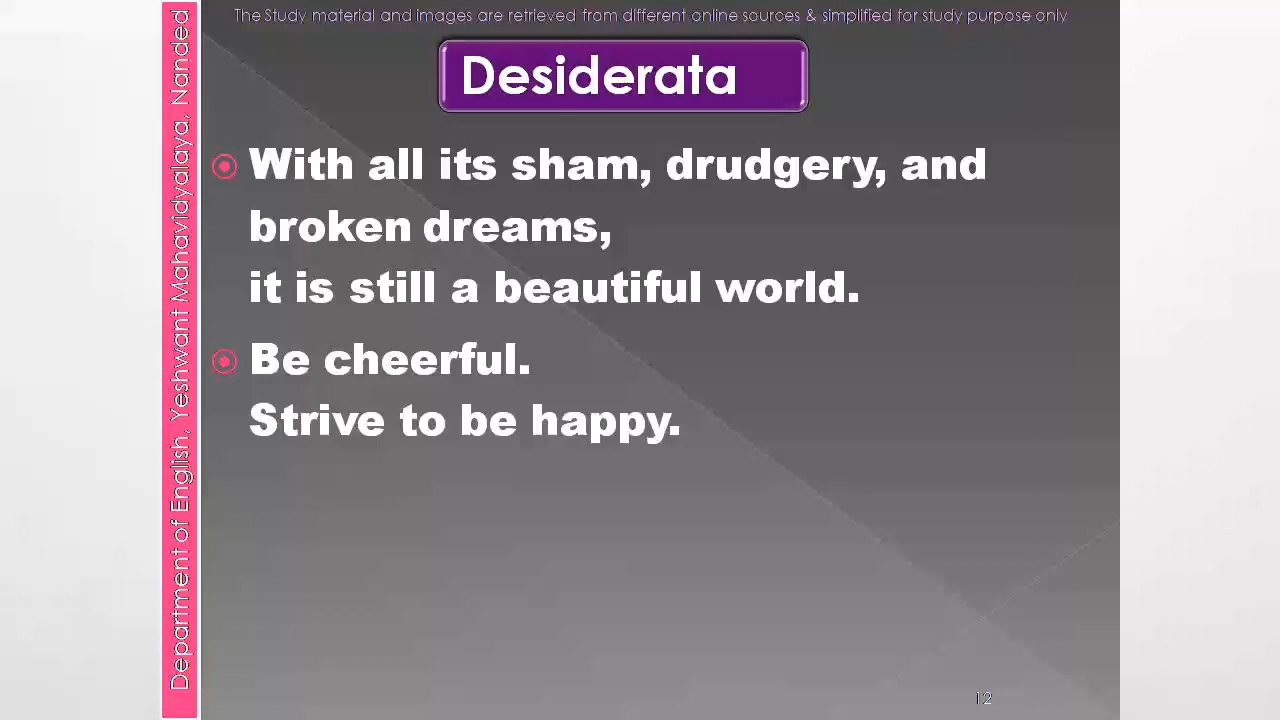 The Study material and images are retrieved from different online sources & simplified for study purpose only
Desiderata
With all its sham, drudgery, and
broken dreams,
it is still a beautiful world.
Be cheerful.
Strive to be happy.
Department of English, Yeshwant Mahavidyalaya, Nanded
12